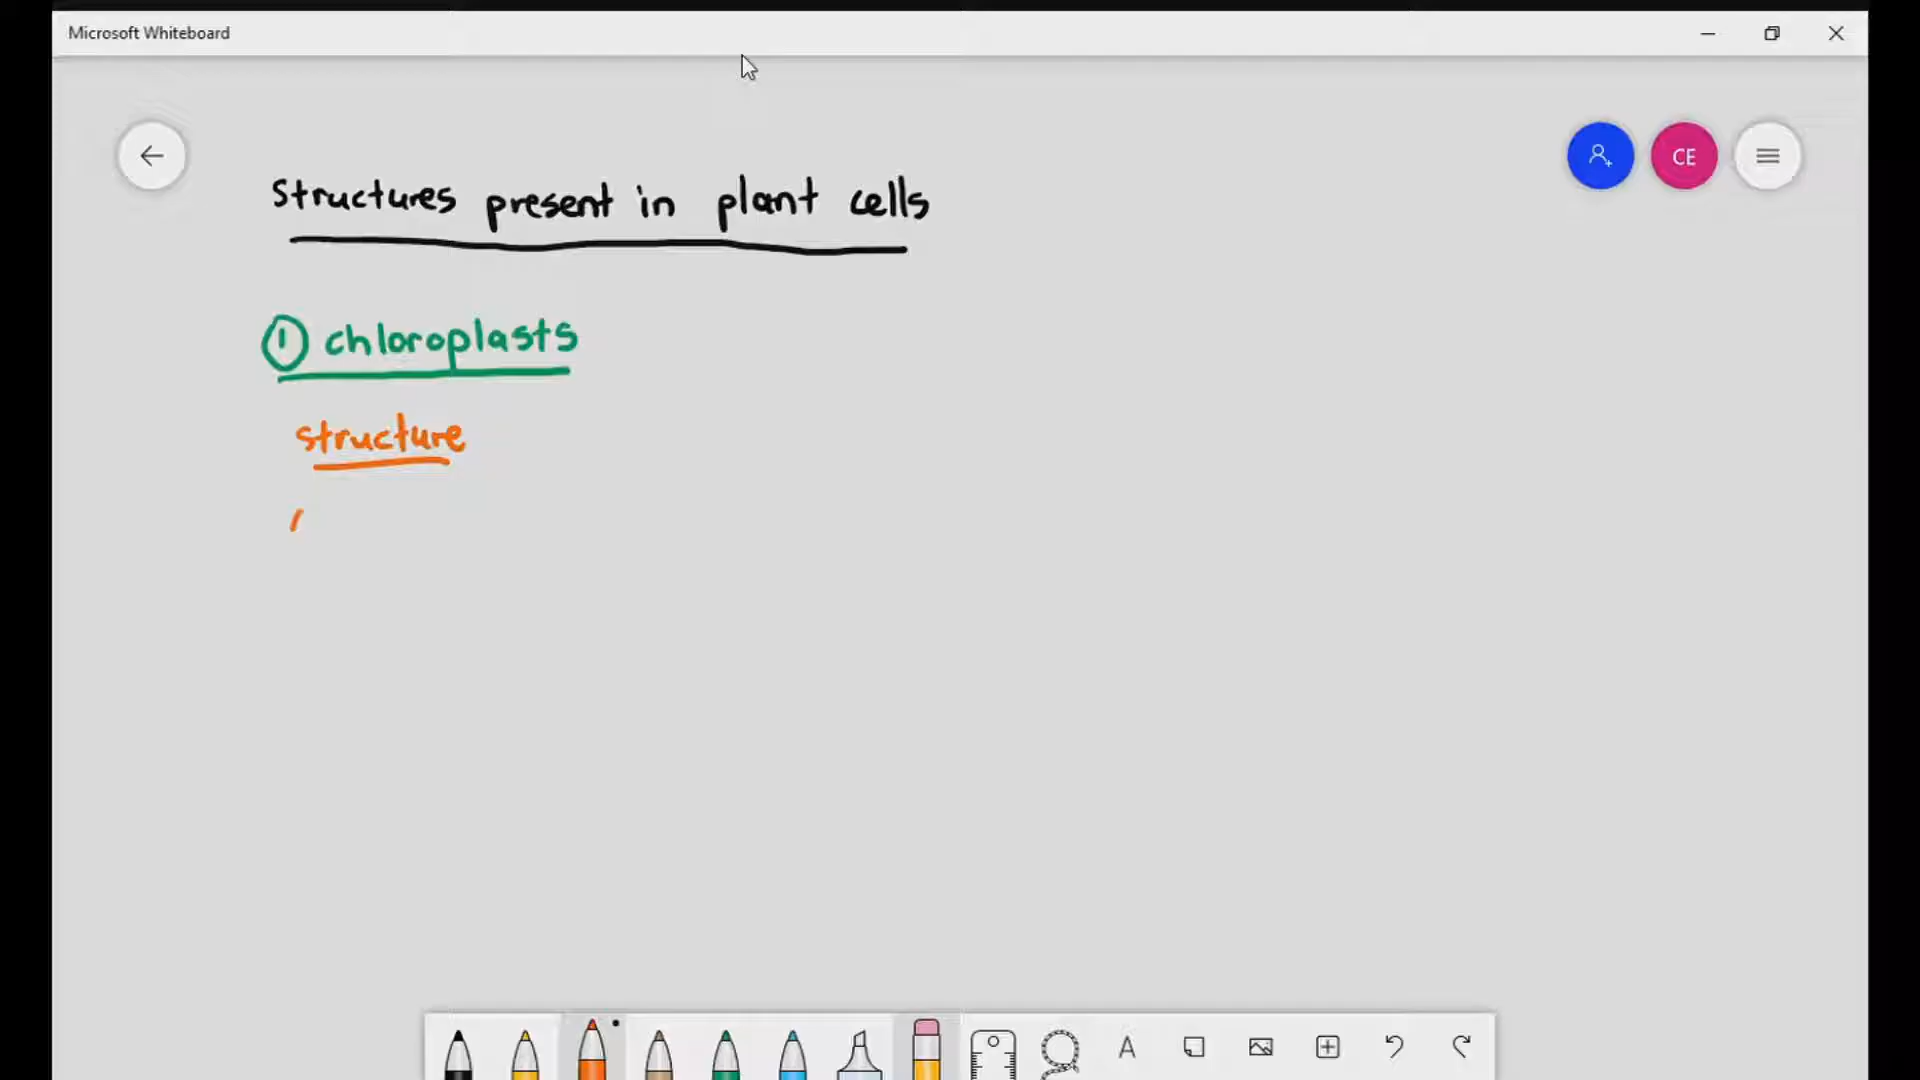 Microsoft Whiteboard
CE
Structures present in plant cells
① chloroplasts
structure